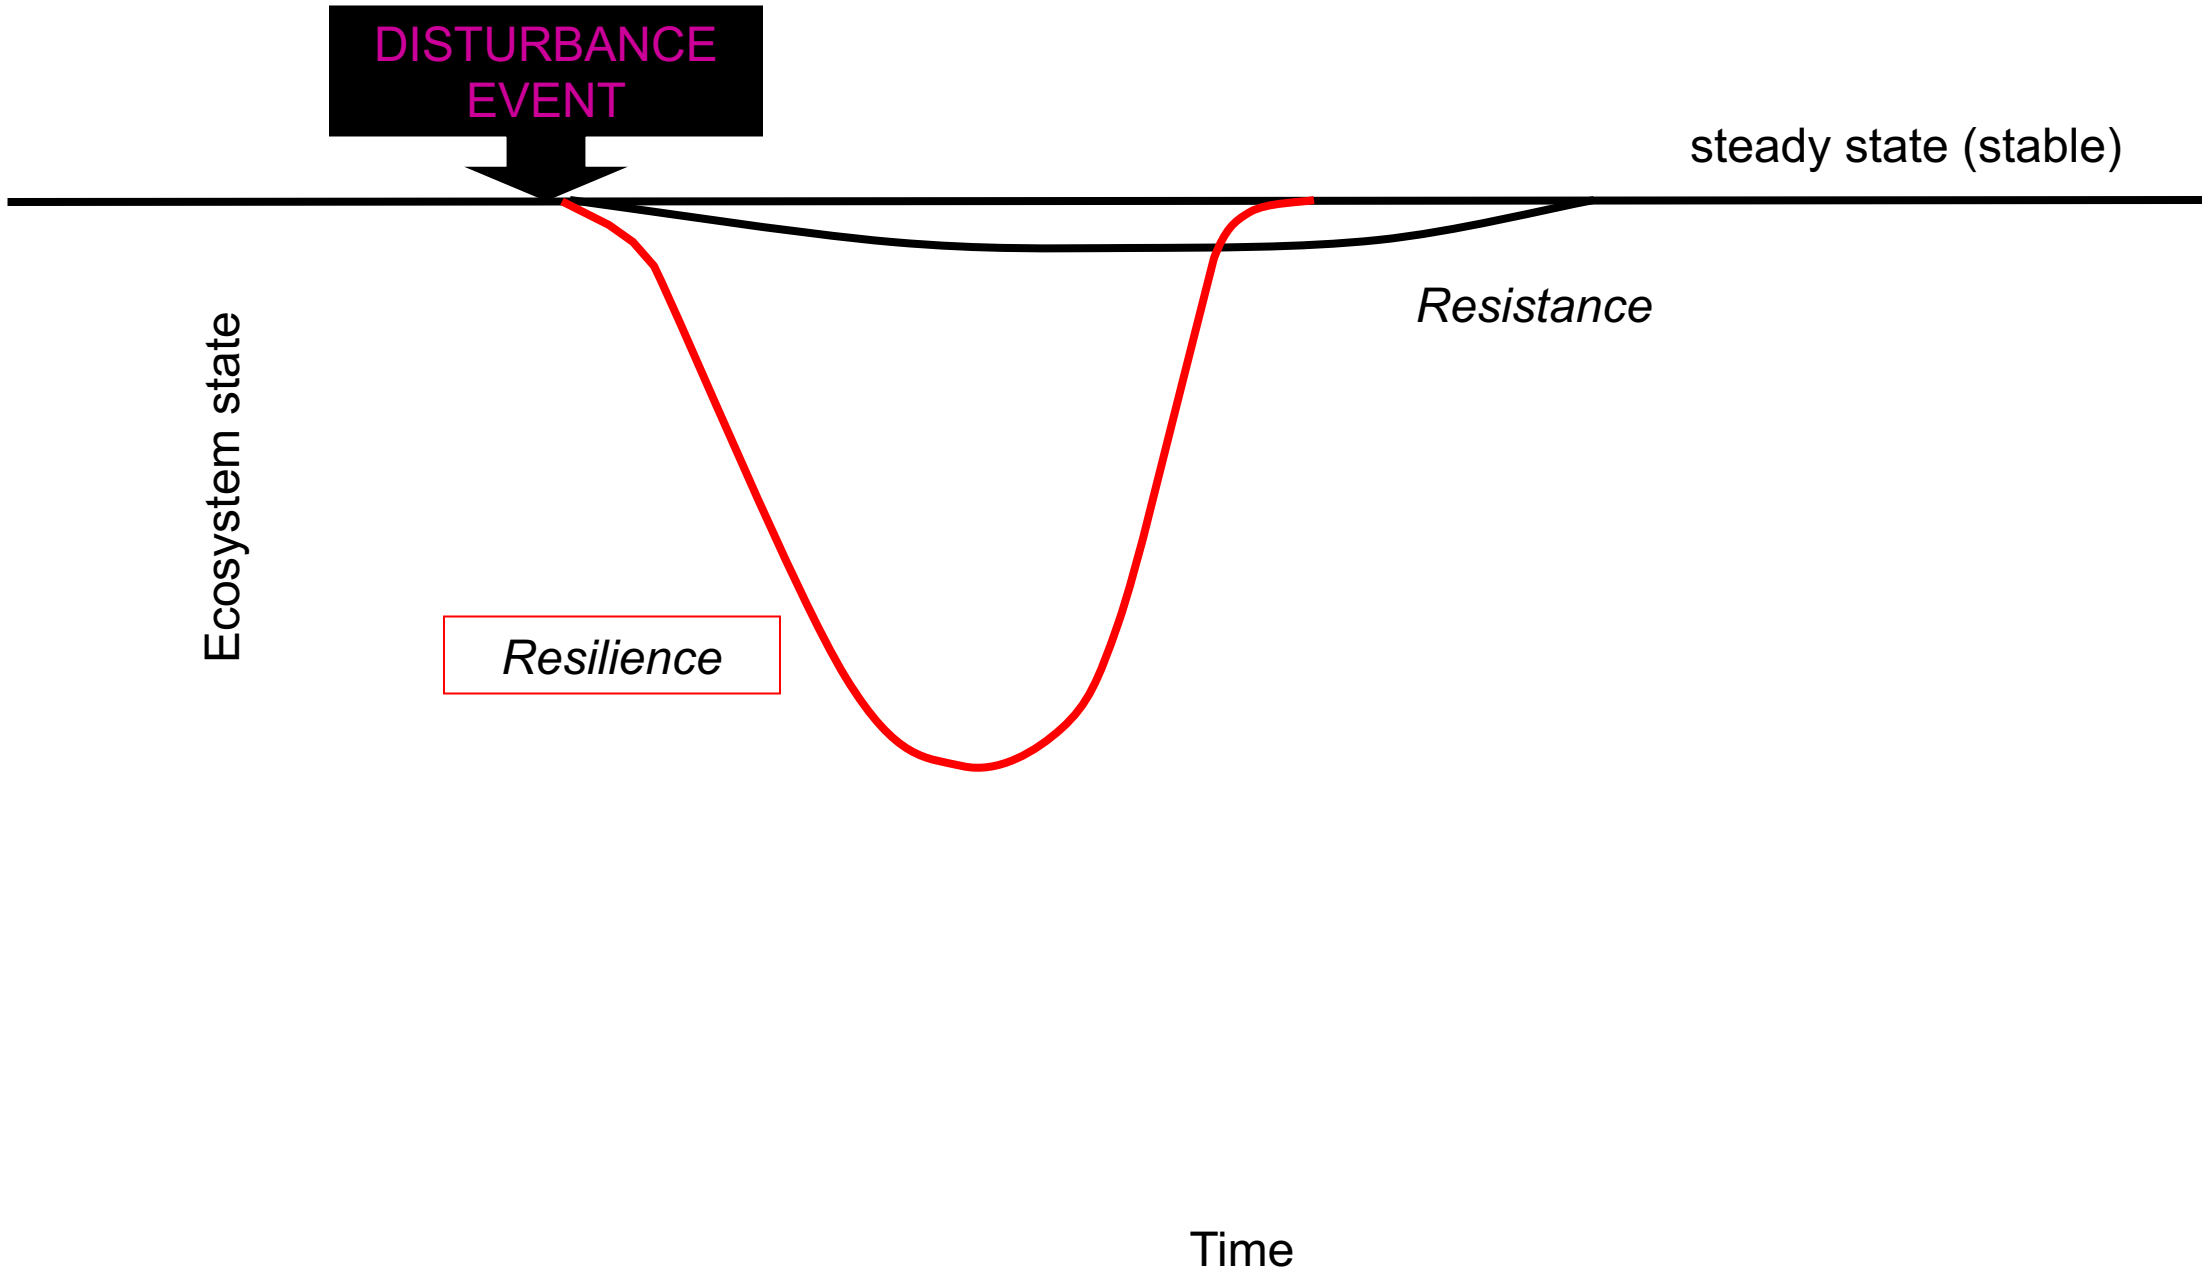 DISTURBANCE
EVENT
steady state (stable)
Resistance
Ecosystem state
Resilience
Time